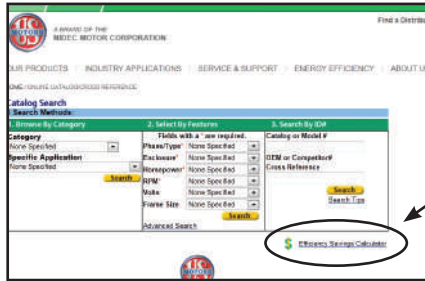 Find a Distrib
US
MOTORS
A BRAND OF THE
NIDEC MOTOR CORPORATION
OUR PRODUCTS
INDUSTRY APPLICATIONS
SERVICE & SUPPORT
ENERGY EFFICIENCY
ABOUT U
HOME / ONLINE CATALOG/CROSS REFERENCE
Catalog Search
Search Methods:
1. Browse By Category
Category
None Specified
Specific Application
None Specified
Search
2. Select By Features
Fields with a * are required.
Phase/Type* None Specified
Enclosure* None Specified
Horsepower* None Specified
RPM* None Specified
Volts None Specified
Frame Size None Specified
Search
Advanced Search
3. Search By ID#
Catalog or Model #
OEM or Competitor#
Cross Reference
Search
Search Tips
$ Efficiency Savings Calculator
US
MOTORS